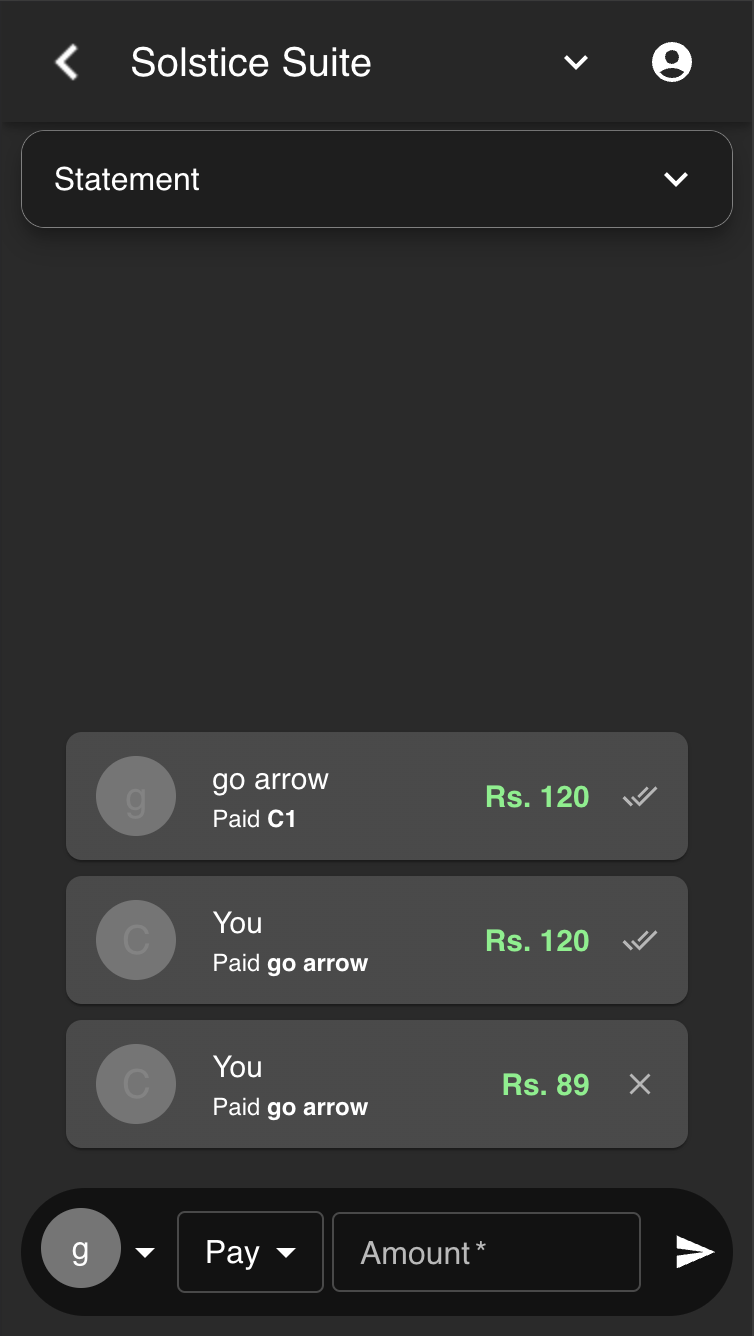 Solstice Suite
Statement
g
go arrow
Rs. 120
Paid C1
C
You
Rs. 120
Paid go arrow
C
You
Rs. 89
Paid go arrow
g
Pay
Amount *